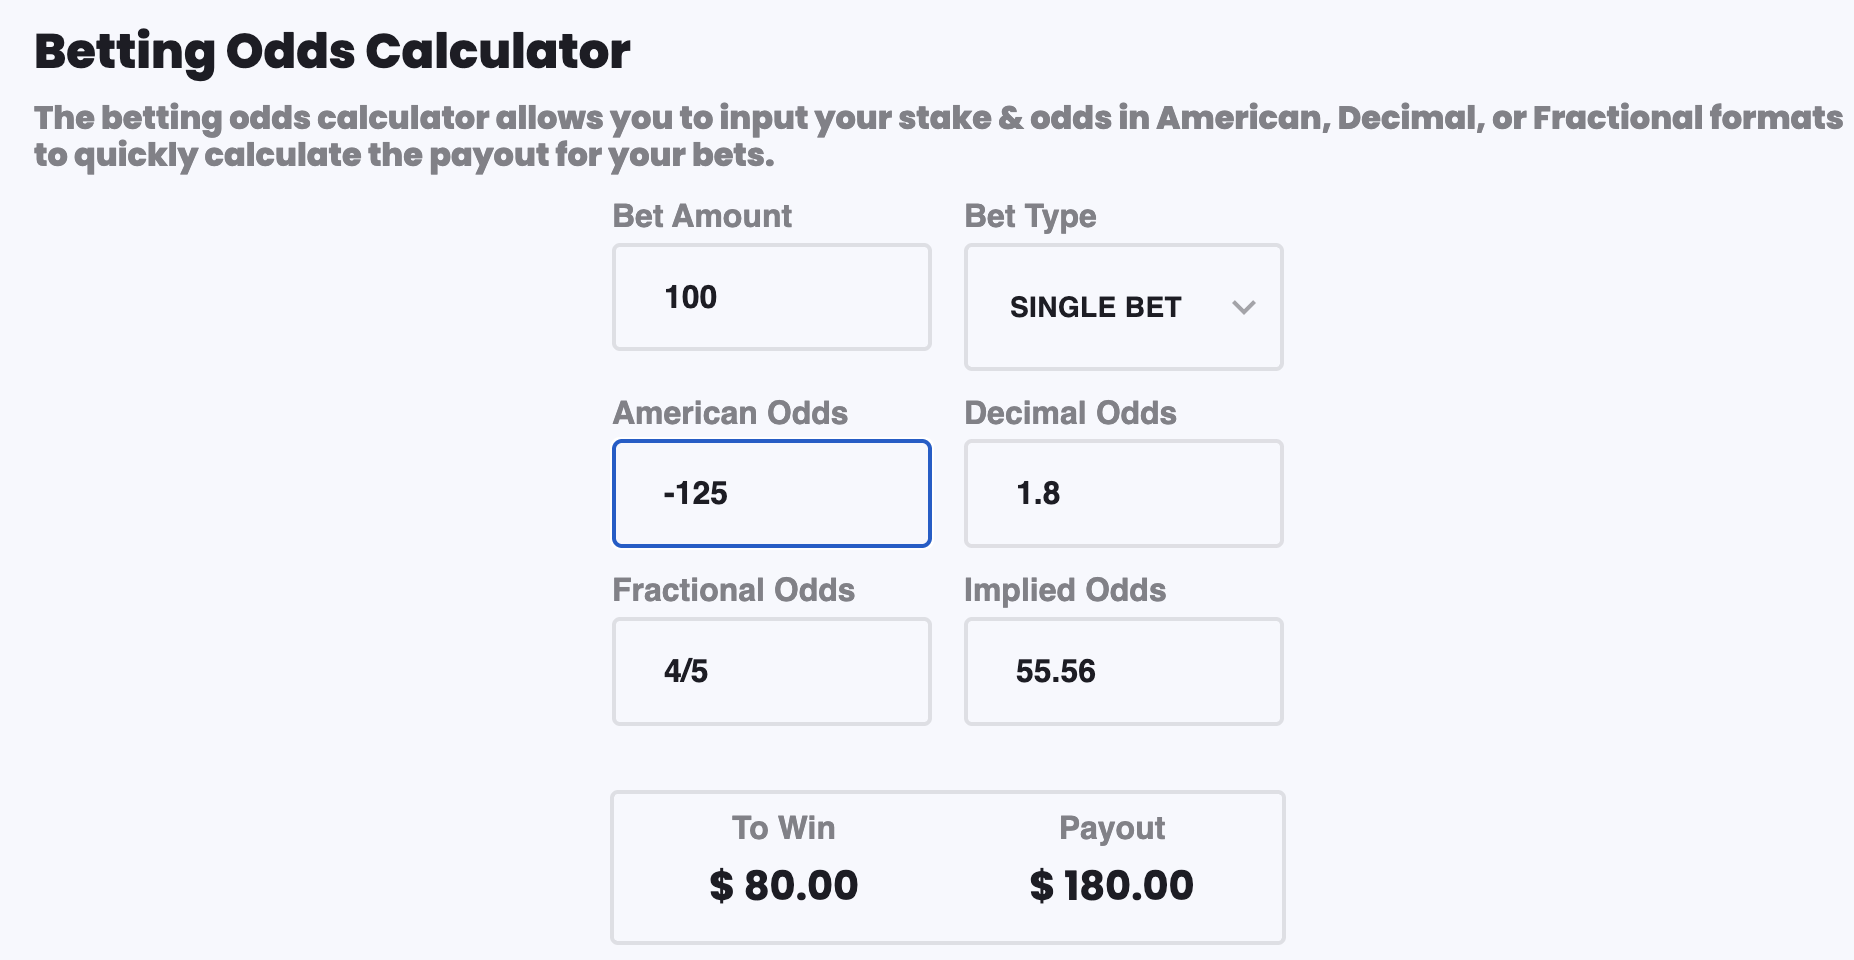 Betting Odds Calculator
The betting odds calculator allows you to input your stake & odds in American, Decimal, or Fractional formats
to quickly calculate the payout for your bets.
Bet Amount Bet Type
100 SINGLE BET
American Odds Decimal Odds
-125 1.8
Fractional Odds Implied Odds
4/5 55.56
To Win Payout
$ 80.00 $ 180.00